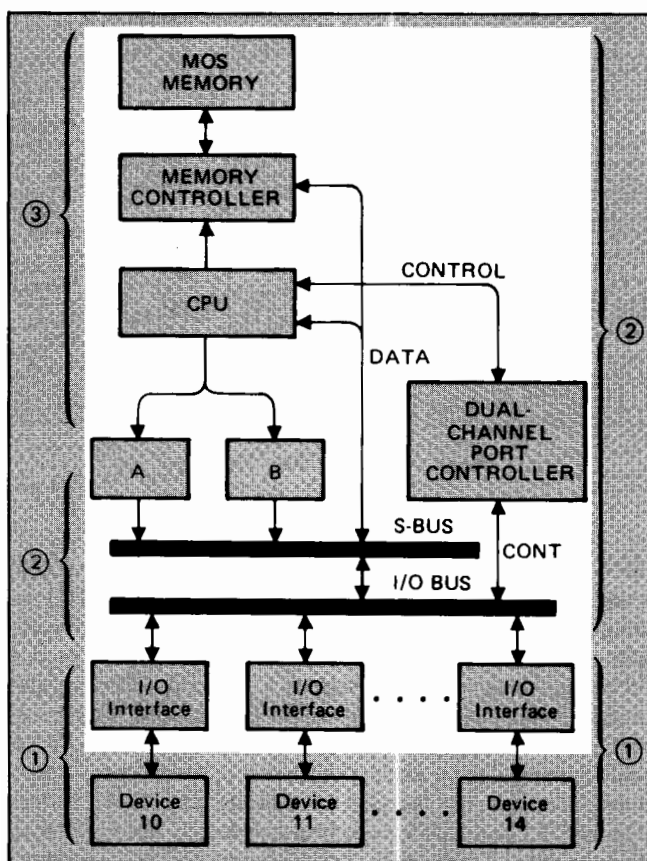 MOS
MEMORY
MEMORY
CONTROLLER
③
CPU
CONTROL
DATA
②
DUAL-
CHANNEL
PORT
CONTROLLER
A
B
S-BUS
②
CONT
I/O BUS
I/O
Interface
I/O
Interface
I/O
Interface
①
①
Device
10
Device
11
Device
14